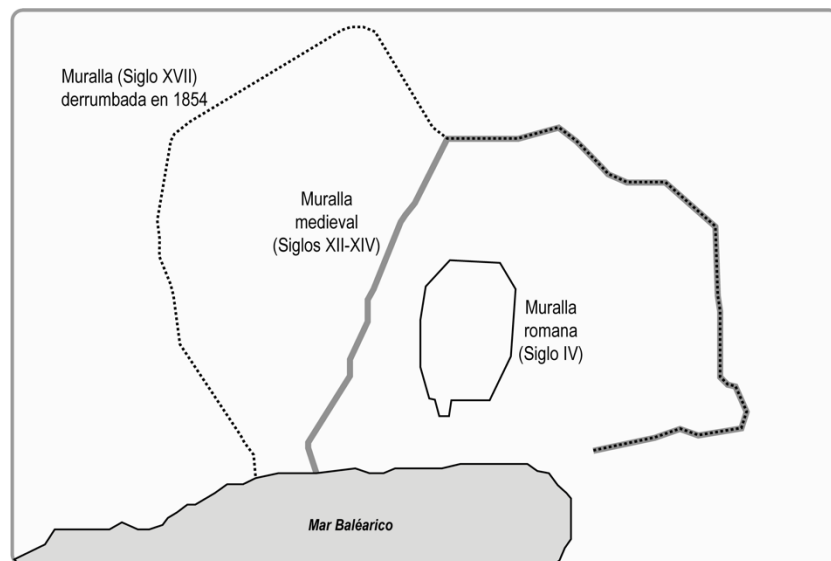 Muralla (Siglo XVII)
derrumbada en 1854
Muralla
medieval
(Siglos XII-XIV)
Muralla
romana
(Siglo IV)
Mar Baléarico